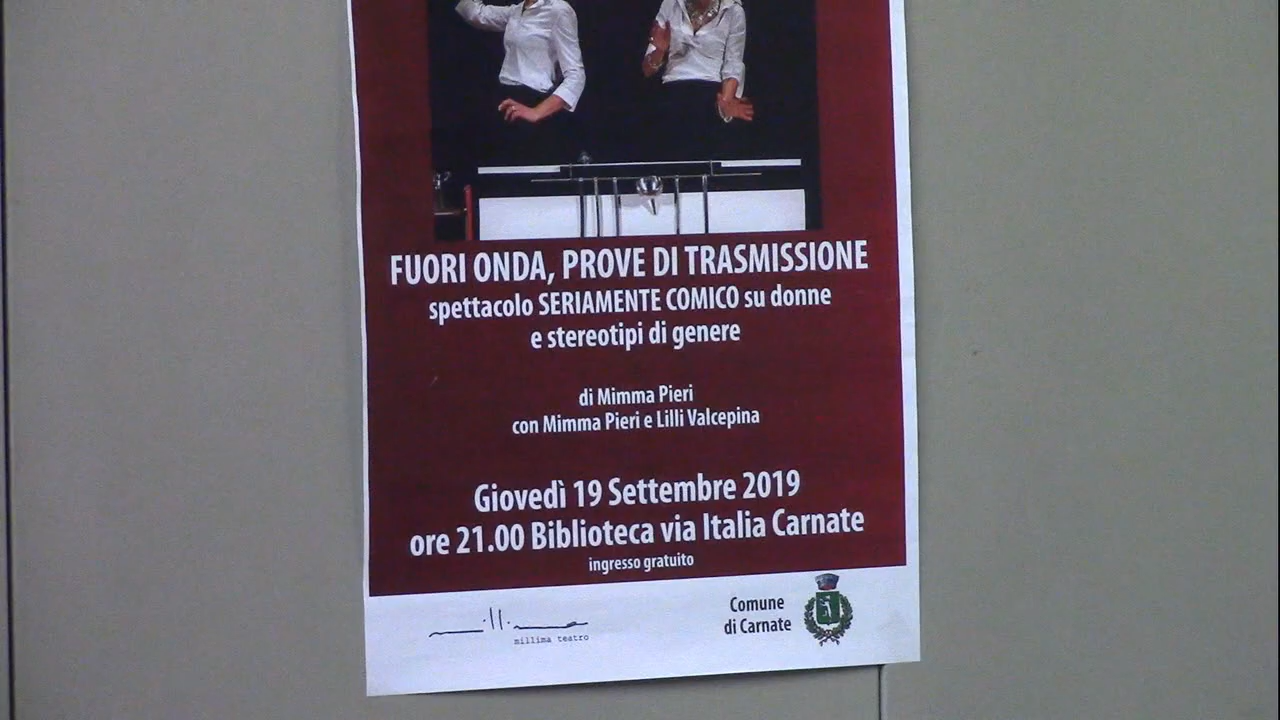 FUORI ONDA, PROVE DI TRASMISSIONE
spettacolo SERIAMENTE COMICO su donne
e stereotipi di genere
di Mimma Pieri
con Mimma Pieri e Lilli Valcepina
Giovedì 19 Settembre 2019
ore 21.00 Biblioteca via Italia Carnate
ingresso gratuito
millima teatro
Comune
di Carnate